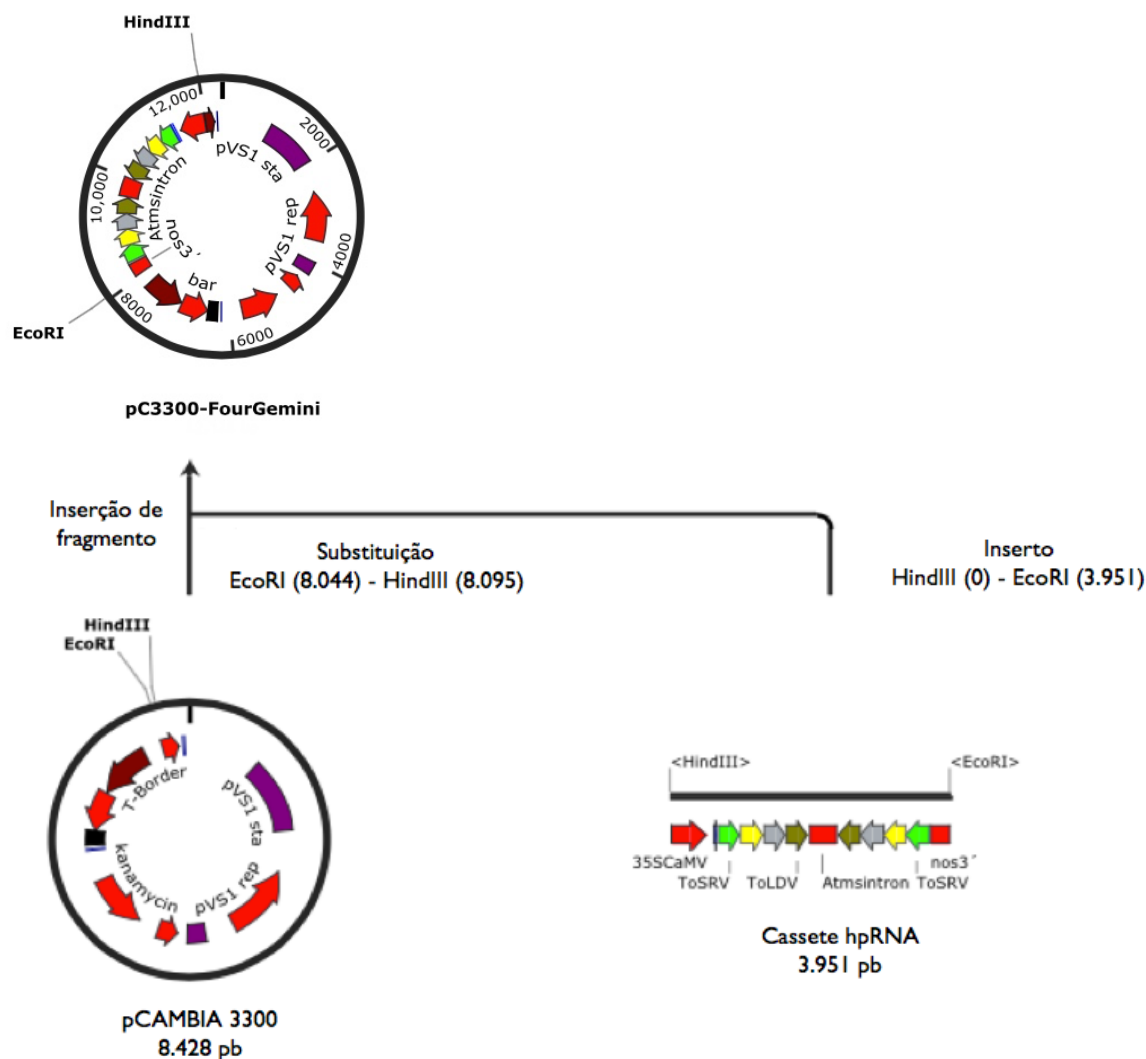 HindIII
12,000
2000
pVS1 sta
10,000
Atmsintron
nos3´
pVS1 rep
4000
bar
8000
6000
EcoRI
pC3300-FourGemini
Inserção de
fragmento
Substituição
EcoRI (8.044) - HindIII (8.095)
Inserto
HindIII (0) - EcoRI (3.951)
HindIII
EcoRI
T-Border
pVS1 sta
kanamycin
pVS1 rep
pCAMBIA 3300
8.428 pb
<HindIII>
<EcoRI>
35SCaMV
nos3´
ToSRV
ToLDV
Atmsintron
ToSRV
Cassete hpRNA
3.951 pb